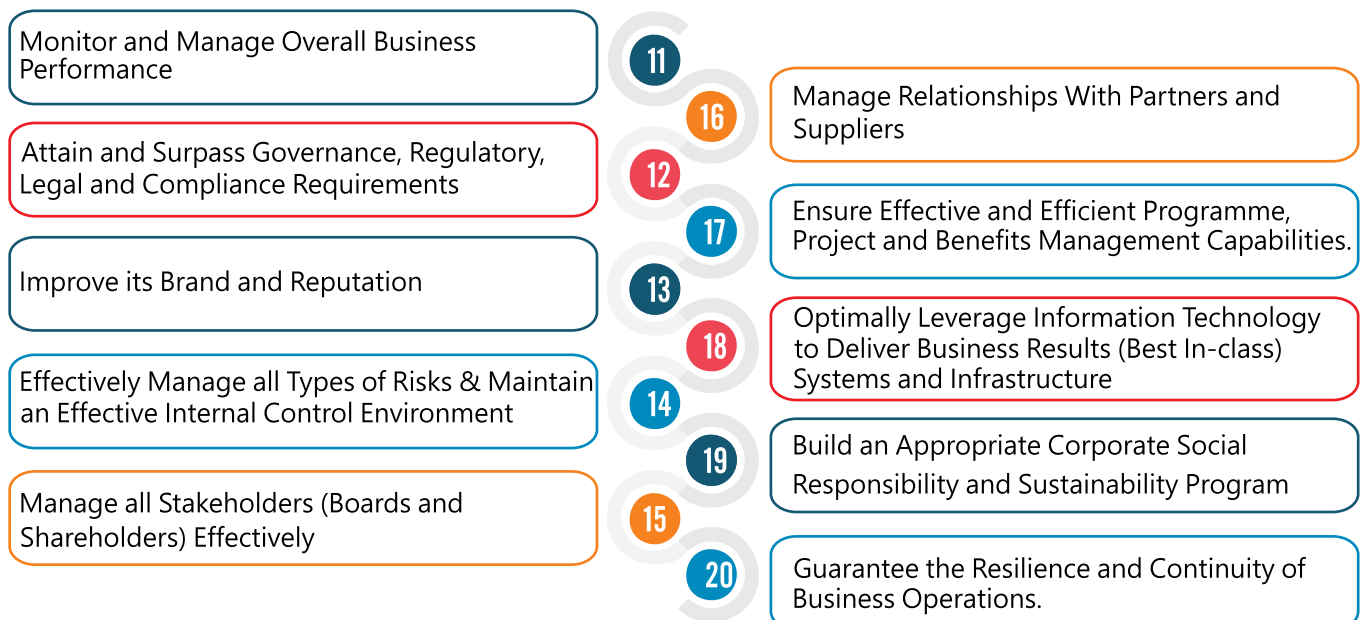 11
Monitor and Manage Overall Business
Performance
12
Attain and Surpass Governance, Regulatory,
Legal and Compliance Requirements
13
Improve its Brand and Reputation
14
Effectively Manage all Types of Risks & Maintain
an Effective Internal Control Environment
15
Manage all Stakeholders (Boards and
Shareholders) Effectively
16
Manage Relationships With Partners and
Suppliers
17
Ensure Effective and Efficient Programme,
Project and Benefits Management Capabilities.
18
Optimally Leverage Information Technology
to Deliver Business Results (Best In-class)
Systems and Infrastructure
19
Build an Appropriate Corporate Social
Responsibility and Sustainability Program
20
Guarantee the Resilience and Continuity of
Business Operations.